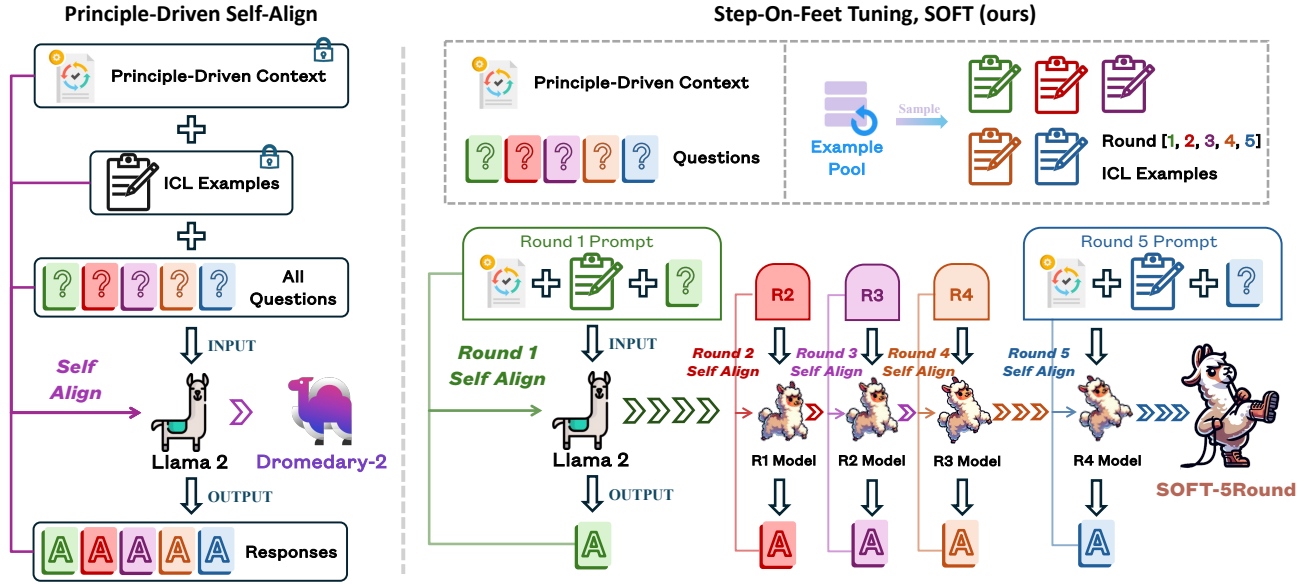 Principle-Driven Self-Align
Principle-Driven Context
ICL Examples
? ? ? ? ?
All
Questions
INPUT
Self
Align
Llama 2
Dromedary-2
OUTPUT
A A A A A
Responses
Step-On-Feet Tuning, SOFT (ours)
Principle-Driven Context
? ? ? ? ?
Questions
Example
Pool
Sample
Round [1, 2, 3, 4, 5]
ICL Examples
Round 1 Prompt
?
INPUT
Round 1
Self Align
Llama 2
OUTPUT
A
R2
Round 2
Self Align
R1 Model
A
R3
Round 3
Self Align
R2 Model
A
R4
Round 4
Self Align
R3 Model
A
Round 5 Prompt
?
Round 5
Self Align
R4 Model
A
SOFT-5Round